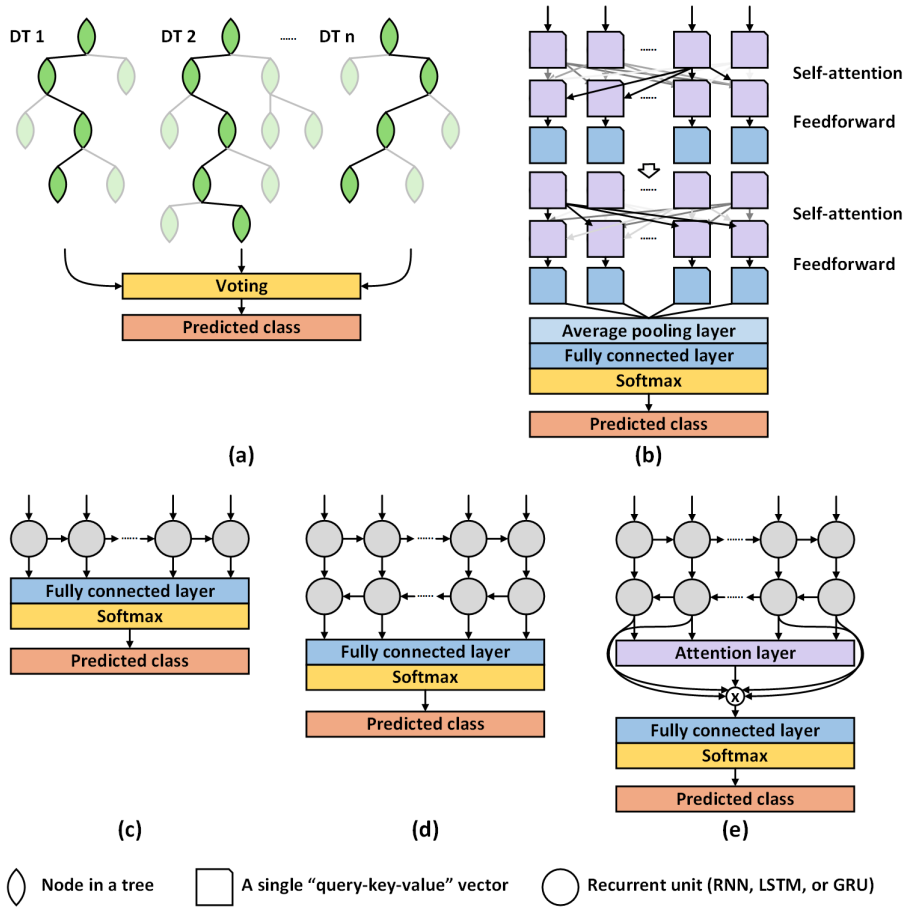 DT 1
DT 2
......
DT n
Voting
Predicted class
(a)
......
Self-attention
......
Feedforward
......
Self-attention
......
Feedforward
Average pooling layer
Fully connected layer
Softmax
Predicted class
(b)
......
Fully connected layer
Softmax
Predicted class
(c)
......
......
Fully connected layer
Softmax
Predicted class
(d)
......
......
Attention layer
x
Fully connected layer
Softmax
Predicted class
(e)
Node in a tree
A single “query-key-value” vector
Recurrent unit (RNN, LSTM, or GRU)